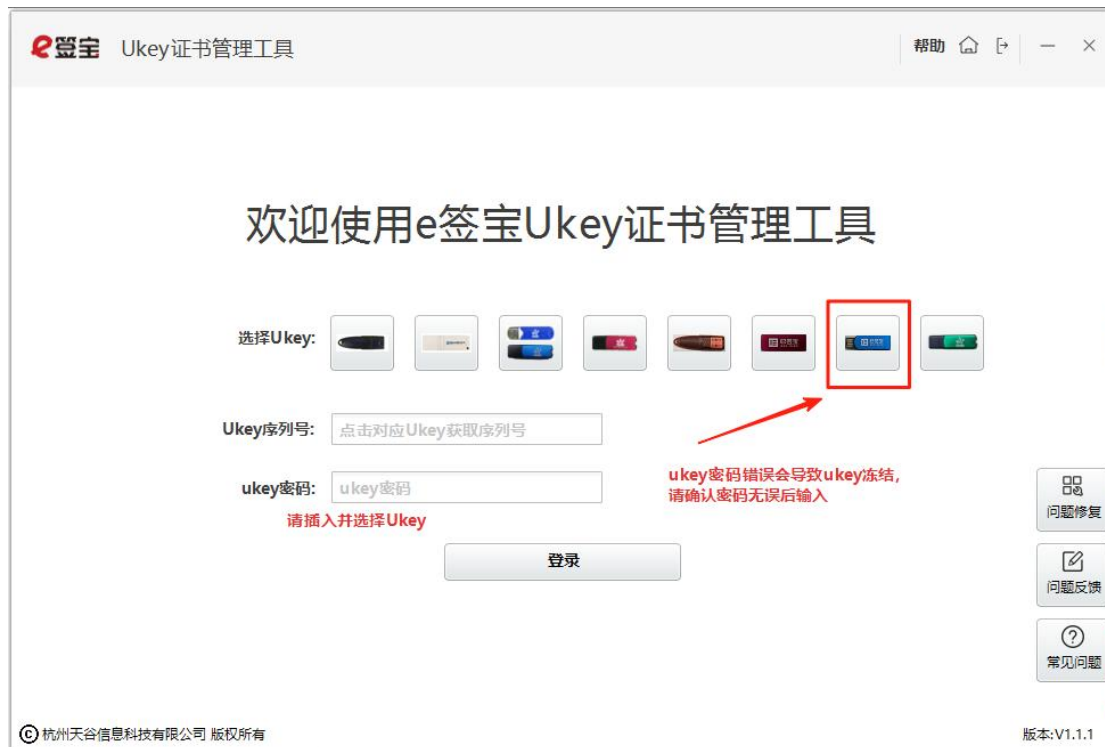 e签宝 Ukey证书管理工具
帮助
欢迎使用e签宝Ukey证书管理工具
选择Ukey:
Ukey序列号: 点击对应Ukey获取序列号
ukey密码: ukey密码
ukey密码错误会导致ukey冻结,
请确认密码无误后输入
请插入并选择Ukey
登录
问题修复
问题反馈
常见问题
©杭州天谷信息科技有限公司 版权所有
版本:V1.1.1